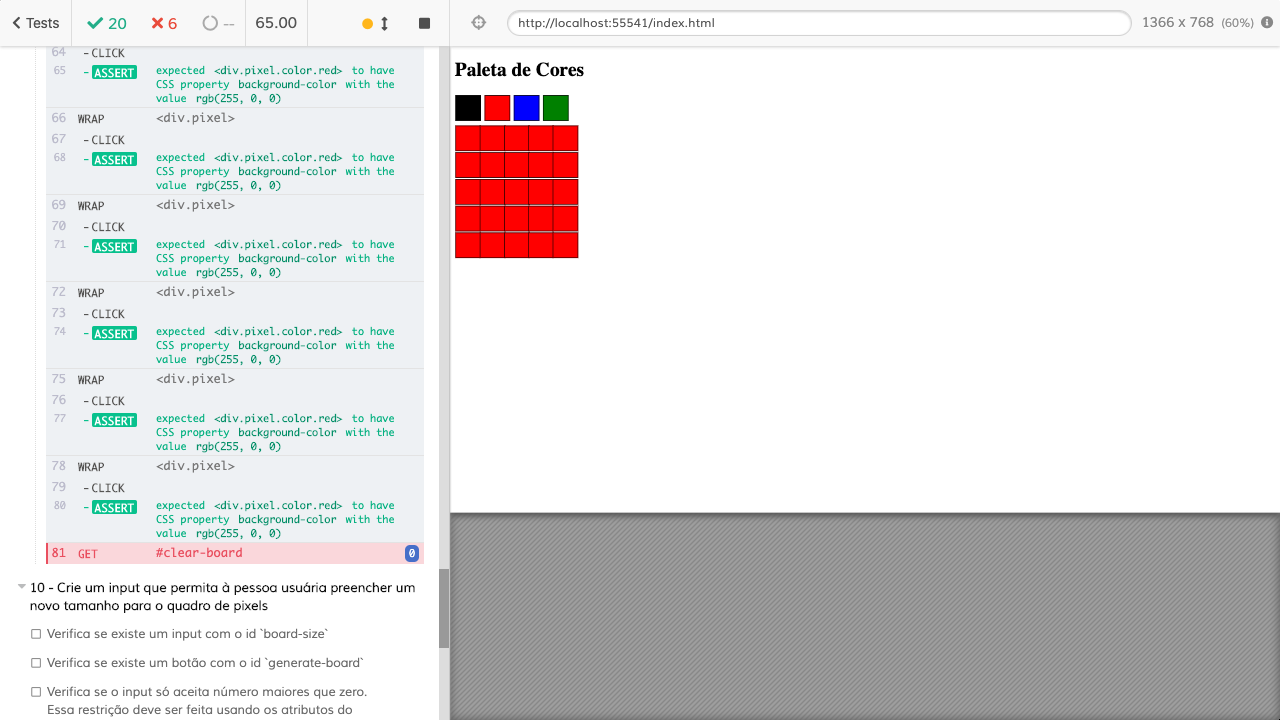 Tests 20 6 -- 65.00 http://localhost:55541/index.html 1366 x 768 (60%)
64 -CLICK
65 -ASSERT expected <div.pixel.color.red> to have
CSS property background-color with the
value rgb(255, 0, 0)
66 WRAP <div.pixel>
67 -CLICK
68 -ASSERT expected <div.pixel.color.red> to have
CSS property background-color with the
value rgb(255, 0, 0)
69 WRAP <div.pixel>
70 -CLICK
71 -ASSERT expected <div.pixel.color.red> to have
CSS property background-color with the
value rgb(255, 0, 0)
72 WRAP <div.pixel>
73 -CLICK
74 -ASSERT expected <div.pixel.color.red> to have
CSS property background-color with the
value rgb(255, 0, 0)
75 WRAP <div.pixel>
76 -CLICK
77 -ASSERT expected <div.pixel.color.red> to have
CSS property background-color with the
value rgb(255, 0, 0)
78 WRAP <div.pixel>
79 -CLICK
80 -ASSERT expected <div.pixel.color.red> to have
CSS property background-color with the
value rgb(255, 0, 0)
81 GET #clear-board 0
10 - Crie um input que permita à pessoa usuária preencher um
novo tamanho para o quadro de pixels
Verifica se existe um input com o id `board-size`
Verifica se existe um botão com o id `generate-board`
Verifica se o input só aceita número maiores que zero.
Essa restrição deve ser feita usando os atributos do
Paleta de Cores